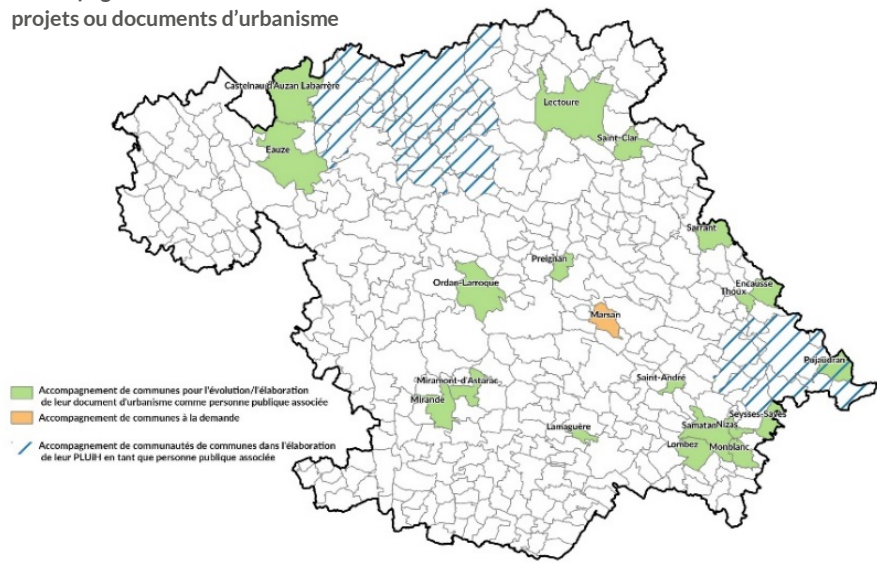 projets ou documents d'urbanisme
Castelnau d'Auzan Labarrère
Lectoure
Eauze
Saint-Clar
Sarrant
Preignan
Ordan-Larroque
Encausse
Thoux
Marsan
Pujaudran
Miramont-d'Astarac
Saint-André
Mirande
Seysses-Savès
Samatan
Nizas
Lamaguère
Lombez
Monblanc
Accompagnement de communes pour l'évolution/l'élaboration
de leur document d'urbanisme comme personne publique associée
Accompagnement de communes à la demande
Accompagnement de communautés de communes dans l'élaboration
de leur PLUiH en tant que personne publique associée